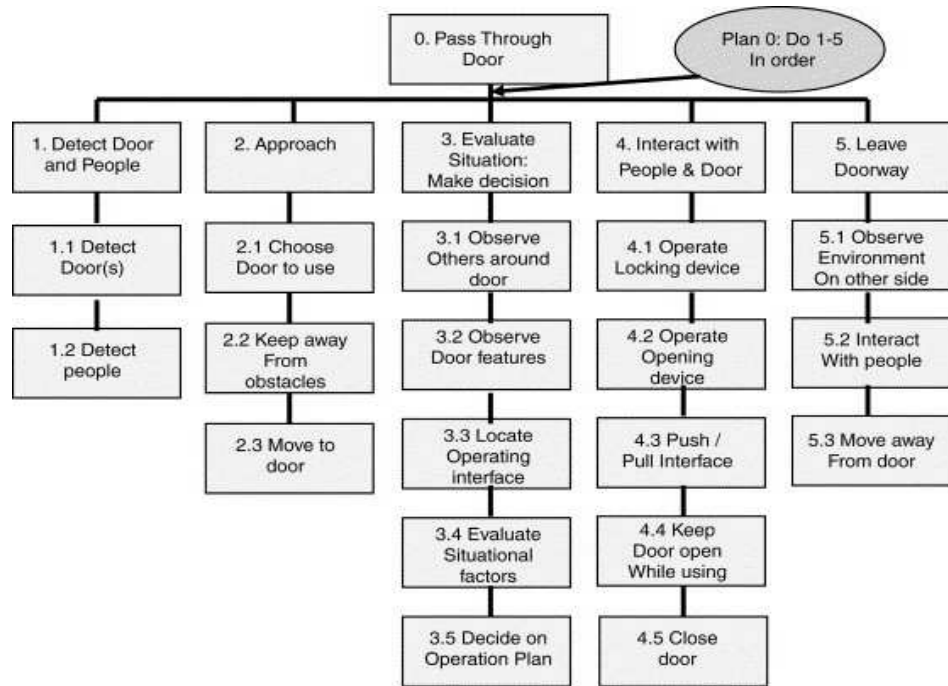 0. Pass Through
Door
Plan 0: Do 1-5
In order
1. Detect Door
and People
2. Approach
3. Evaluate
Situation:
Make decision
4. Interact with
People & Door
5. Leave
Doorway
1.1 Detect
Door(s)
2.1 Choose
Door to use
3.1 Observe
Others around
door
4.1 Operate
Locking device
5.1 Observe
Environment
On other side
1.2 Detect
people
2.2 Keep away
From
obstacles
3.2 Observe
Door features
4.2 Operate
Opening
device
5.2 Interact
With people
2.3 Move to
door
3.3 Locate
Operating
interface
4.3 Push /
Pull Interface
5.3 Move away
From door
3.4 Evaluate
Situational
factors
4.4 Keep
Door open
While using
3.5 Decide on
Operation Plan
4.5 Close
door